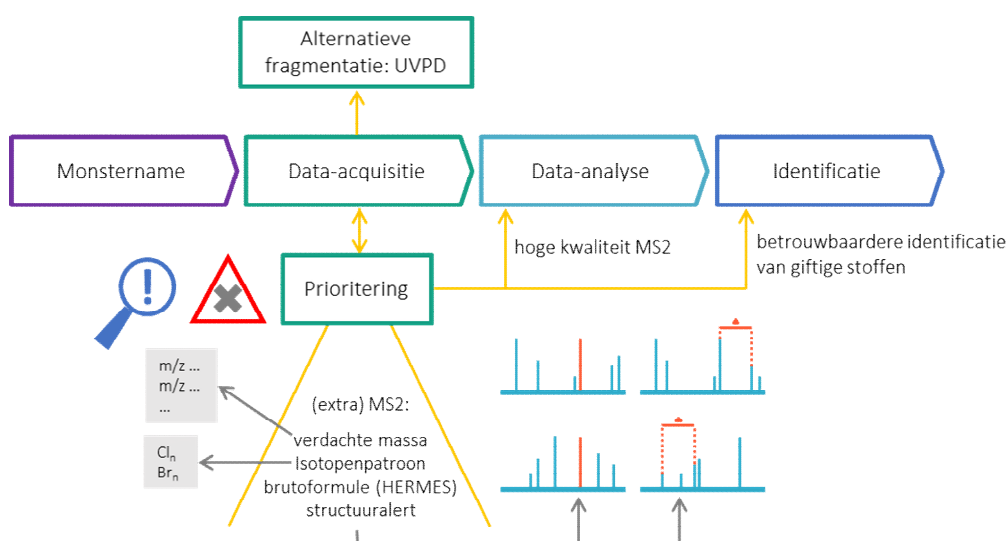 Alternatieve
fragmentatie: UVPD
Monstername
Data-acquisitie
Data-analyse
Identificatie
hoge kwaliteit MS2
betrouwbaardere identificatie
van giftige stoffen
Prioritering
m/z ...
m/z ...
...
(extra) MS2:
verdachte massa
Isotopenpatroon
brutoformule (HERMES)
structuuralert
Cln
Brn